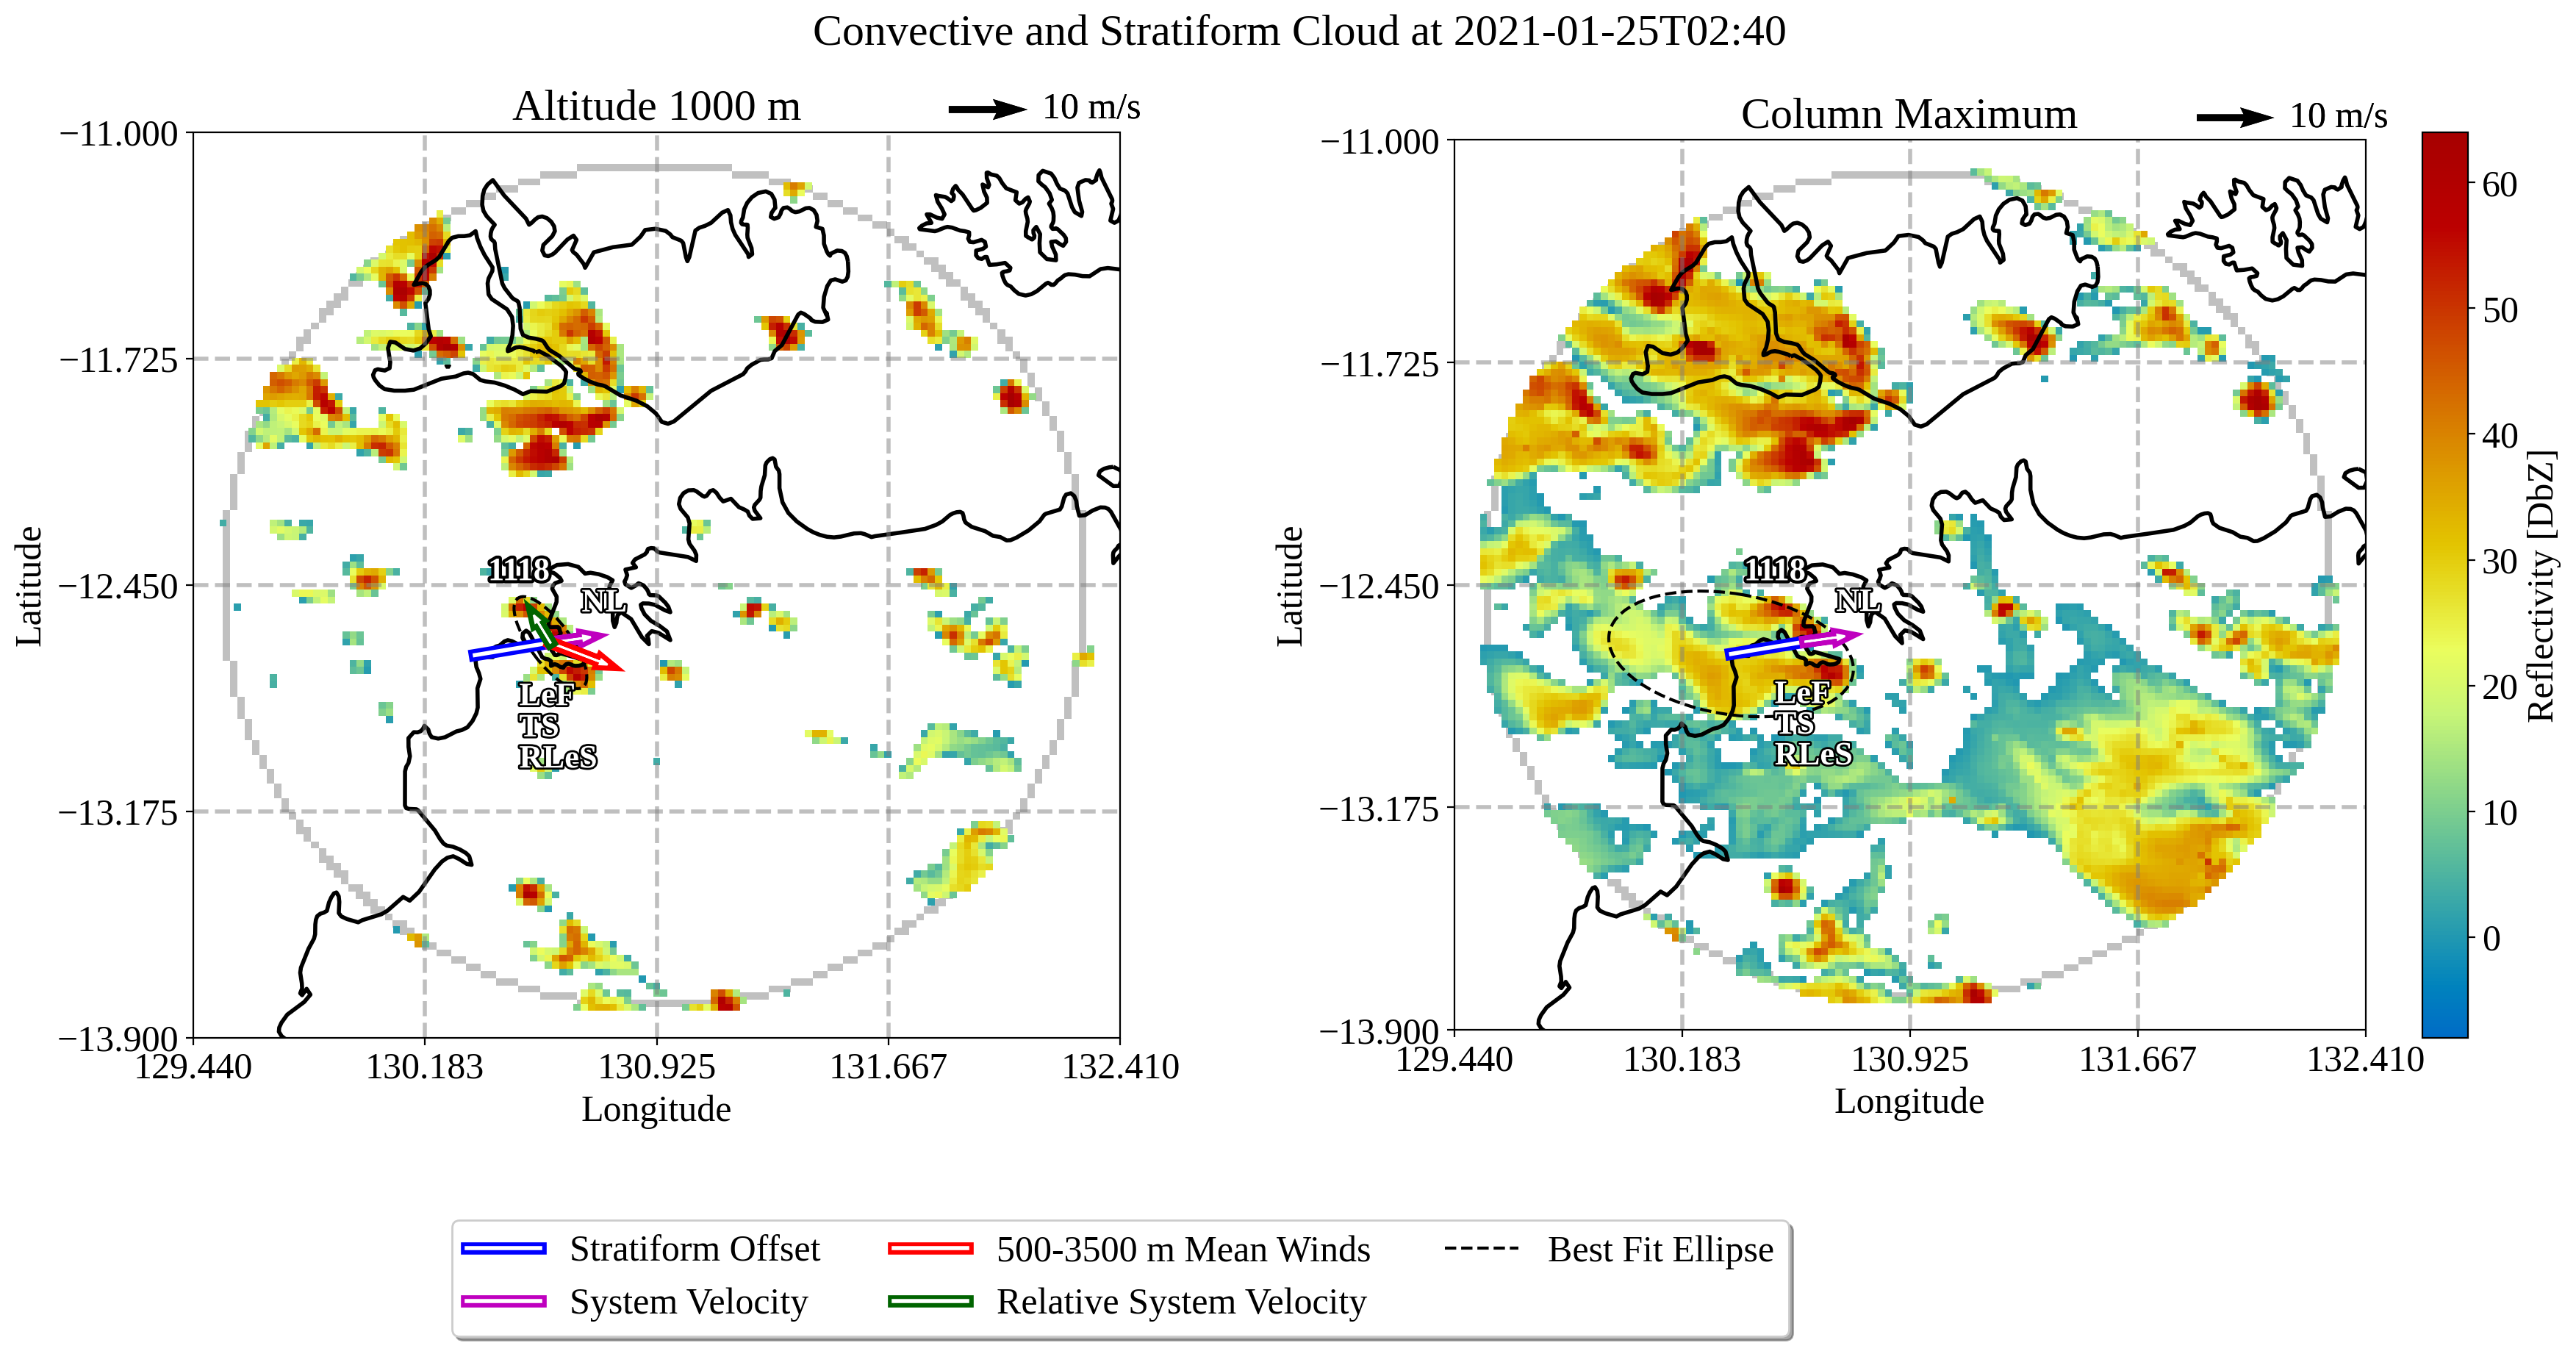 Convective and Stratiform Cloud at 2021-01-25T02:40
Altitude 1000 m
10 m/s
−11.000
−11.725
−12.450
−13.175
−13.900
129.440
130.183
130.925
131.667
132.410
Latitude
Longitude
1118
NL
LeF
TS
RLeS
Column Maximum
10 m/s
−11.000
−11.725
−12.450
−13.175
−13.900
129.440
130.183
130.925
131.667
132.410
Latitude
Longitude
1118
NL
LeF
TS
RLeS
60
50
40
30
20
10
0
Reflectivity [DbZ]
Stratiform Offset
System Velocity
500-3500 m Mean Winds
Relative System Velocity
Best Fit Ellipse